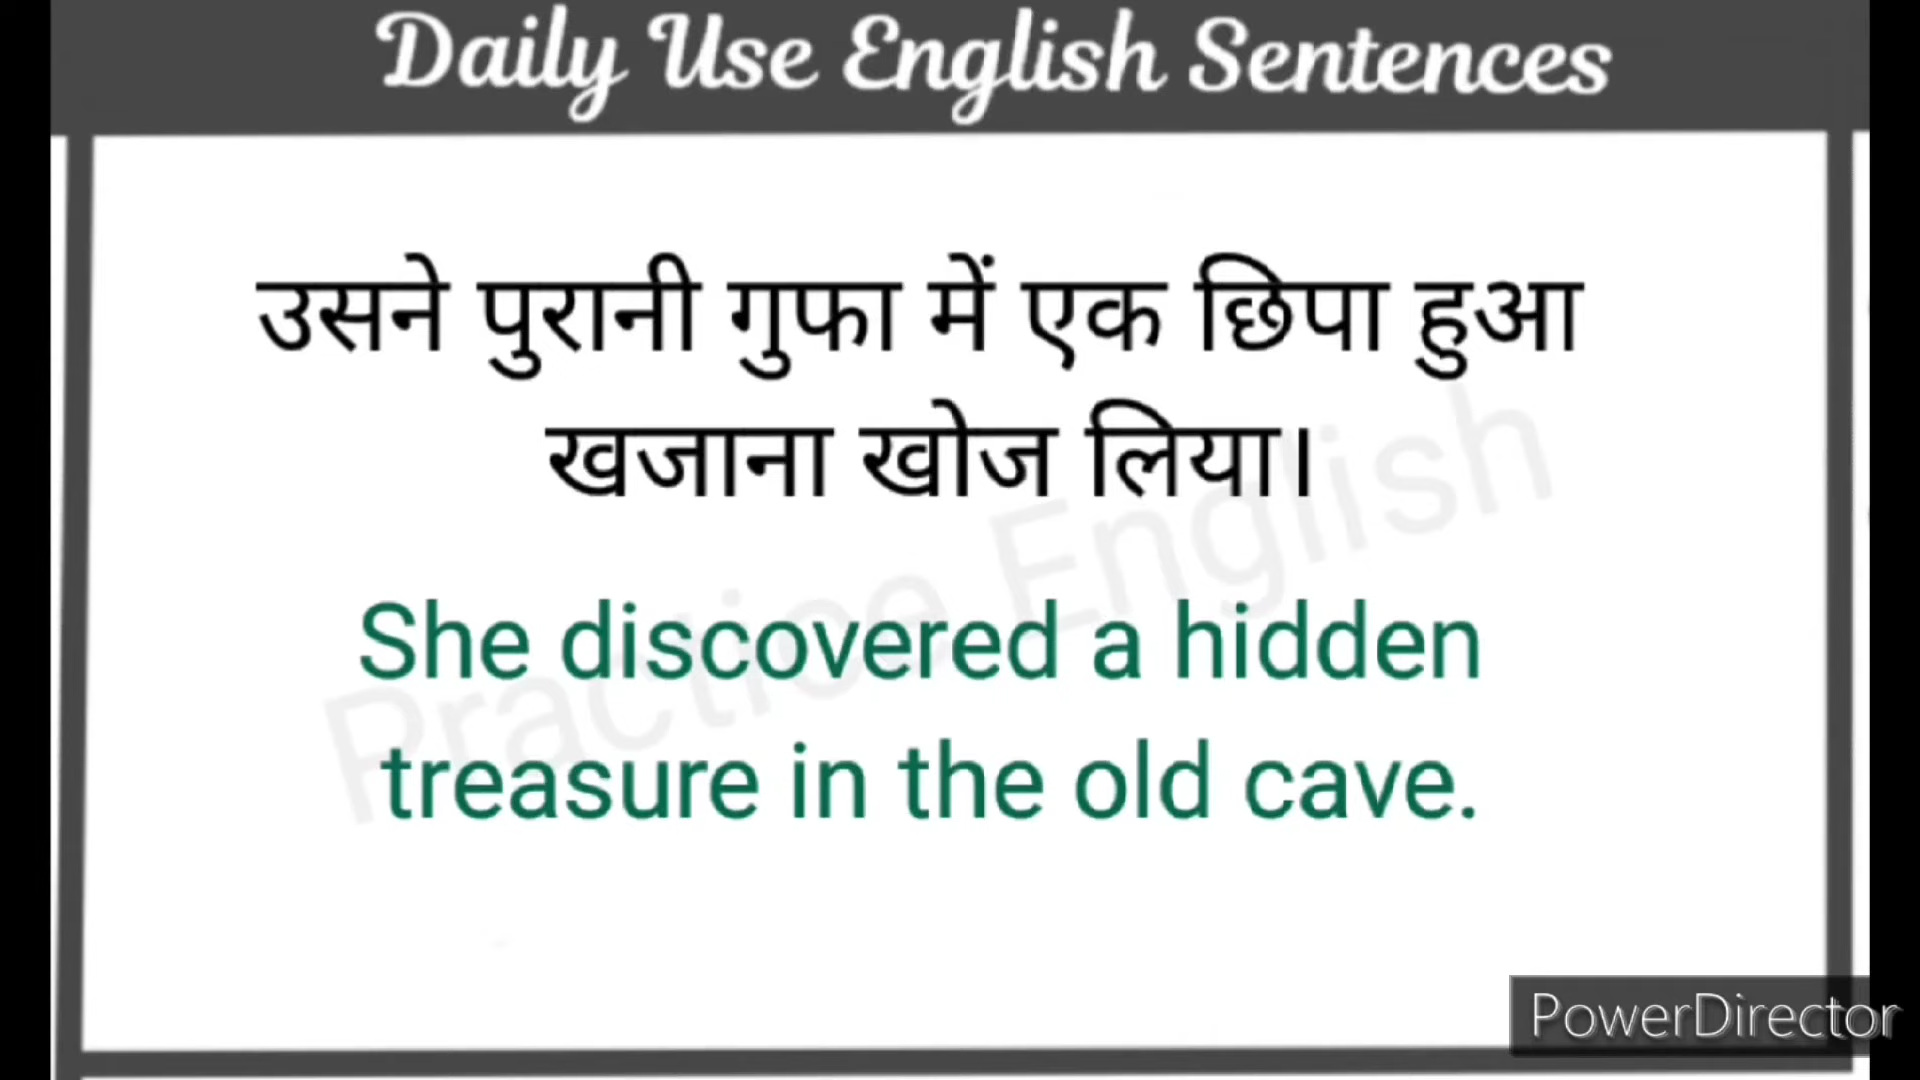 Daily Use English Sentences
उसने पुरानी गुफा में एक छिपा हुआ
खजाना खोज लिया।
She discovered a hidden
treasure in the old cave.
Practice English
PowerDirector